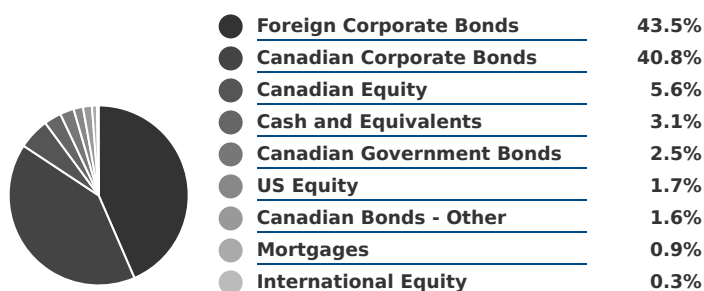 Foreign Corporate Bonds 43.5%
Canadian Corporate Bonds 40.8%
Canadian Equity 5.6%
Cash and Equivalents 3.1%
Canadian Government Bonds 2.5%
US Equity 1.7%
Canadian Bonds - Other 1.6%
Mortgages 0.9%
International Equity 0.3%